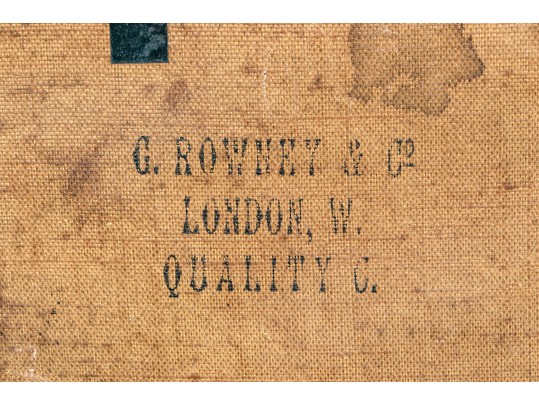 G. ROWNEY & Cº
LONDON, W.
QUALITY C.